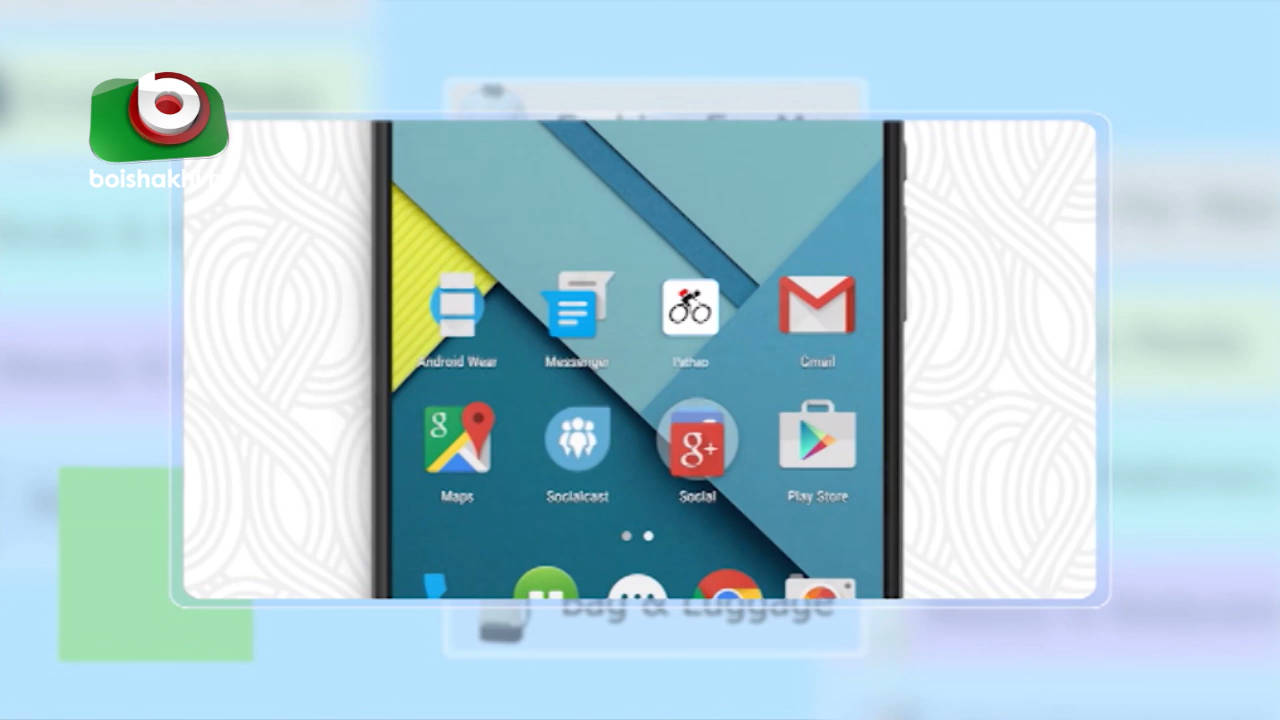 boishakhi
Android Wear
Messenger
Pathao
Gmail
Maps
Socialcast
Social
Play Store
Bag & Luggage